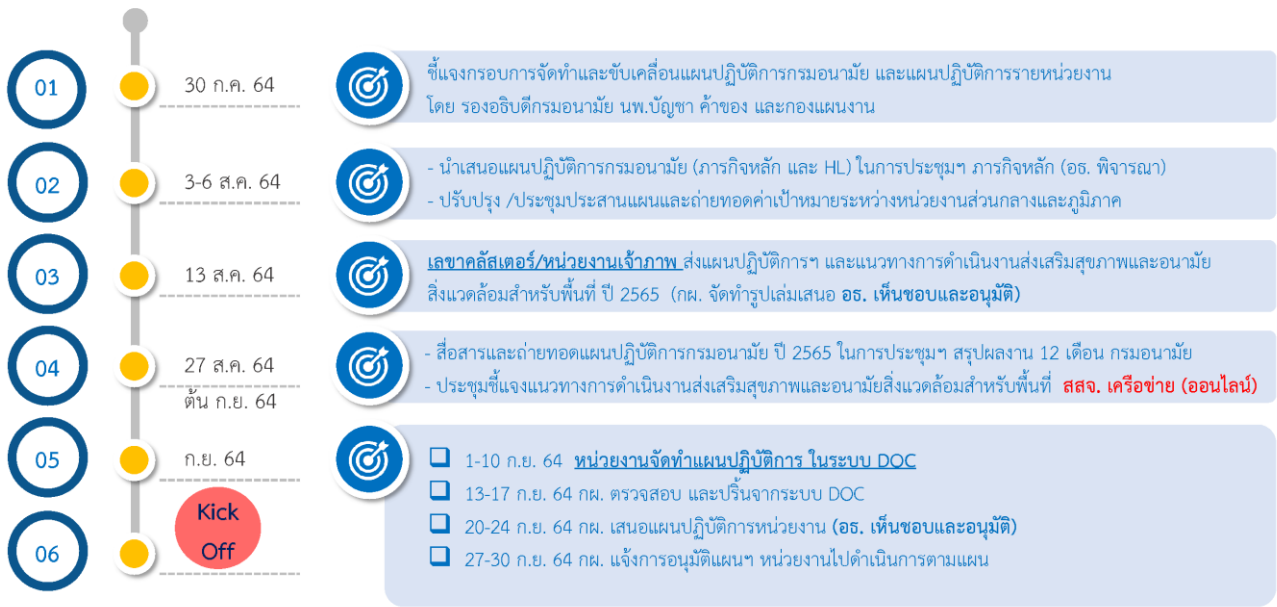 01
30 ก.ค. 64
ชี้แจงกรอบการจัดทำและขับเคลื่อนแผนปฏิบัติการกรมอนามัย และแผนปฏิบัติการรายหน่วยงาน
โดย รองอธิบดีกรมอนามัย นพ.บัญชา ค้าของ และกองแผนงาน
02
3-6 ส.ค. 64
- นำเสนอแผนปฏิบัติการกรมอนามัย (ภารกิจหลัก และ HL) ในการประชุมฯ ภารกิจหลัก (อธ. พิจารณา)
- ปรับปรุง /ประชุมประสานแผนและถ่ายทอดค่าเป้าหมายระหว่างหน่วยงานส่วนกลางและภูมิภาค
03
13 ส.ค. 64
เลขาคลัสเตอร์/หน่วยงานเจ้าภาพ ส่งแผนปฏิบัติการฯ และแนวทางการดำเนินงานส่งเสริมสุขภาพและอนามัย
สิ่งแวดล้อมสำหรับพื้นที่ ปี 2565 (กผ. จัดทำรูปเล่มเสนอ อธ. เห็นชอบและอนุมัติ)
04
27 ส.ค. 64
ต้น ก.ย. 64
- สื่อสารและถ่ายทอดแผนปฏิบัติการกรมอนามัย ปี 2565 ในการประชุมฯ สรุปผลงาน 12 เดือน กรมอนามัย
- ประชุมชี้แจงแนวทางการดำเนินงานส่งเสริมสุขภาพและอนามัยสิ่งแวดล้อมสำหรับพื้นที่ สสจ. เครือข่าย (ออนไลน์)
05
ก.ย. 64
1-10 ก.ย. 64 หน่วยงานจัดทำแผนปฏิบัติการ ในระบบ DOC
13-17 ก.ย. 64 กผ. ตรวจสอบ และปริ้นจากระบบ DOC
20-24 ก.ย. 64 กผ. เสนอแผนปฏิบัติการหน่วยงาน (อธ. เห็นชอบและอนุมัติ)
27-30 ก.ย. 64 กผ. แจ้งการอนุมัติแผนฯ หน่วยงานไปดำเนินการตามแผน
06
Kick
Off